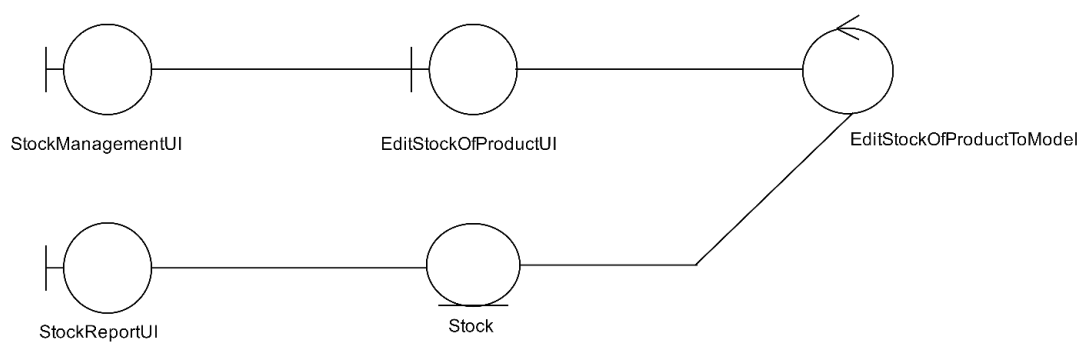 StockManagementUI
EditStockOfProductUI
EditStockOfProductToModel
StockReportUI
Stock